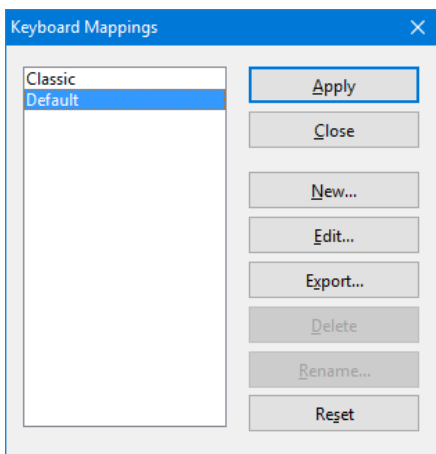 Keyboard Mappings
Classic
Default
Apply
Close
New...
Edit...
Export...
Delete
Rename...
Reset